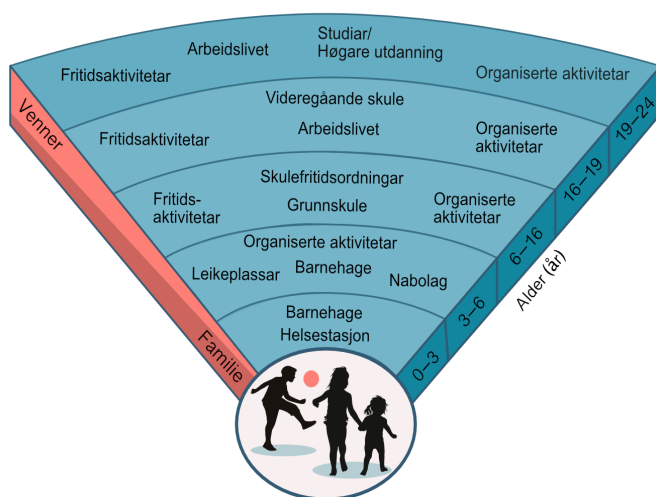 Studiar/
Høgare utdanning
Arbeidslivet
Fritidsaktivitetar
Organiserte aktivitetar
Videregåande skule
Arbeidslivet
Fritidsaktivitetar
Organiserte
aktivitetar
Skulefritidsordningar
Fritids-
aktivitetar
Grunnskule
Organiserte
aktivitetar
Organiserte aktivitetar
Leikeplassar
Barnehage
Nabolag
Barnehage
Helsestasjon
Venner
Familie
0–3
3–6
6–16
16–19
19–24
Alder (år)